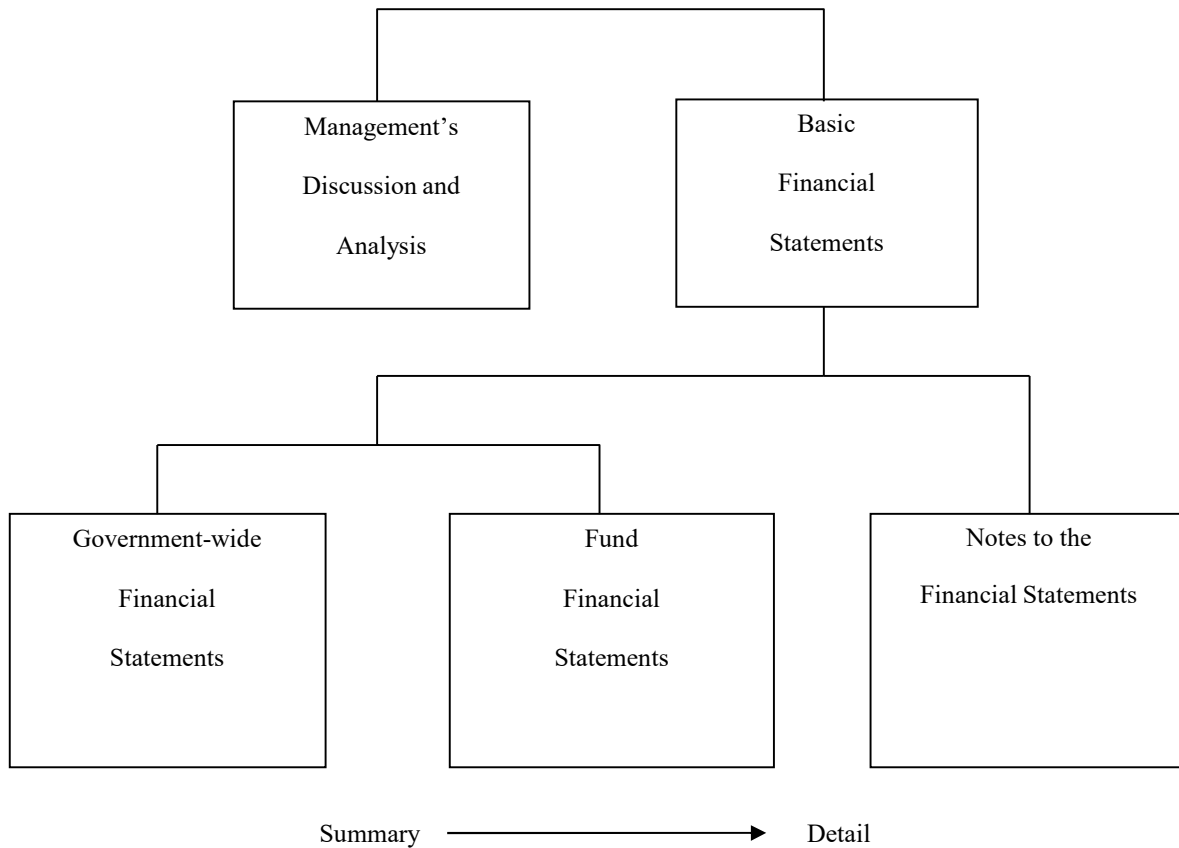 Management’s
Discussion and
Analysis
Basic
Financial
Statements
Government-wide
Financial
Statements
Fund
Financial
Statements
Notes to the
Financial Statements
Summary
Detail